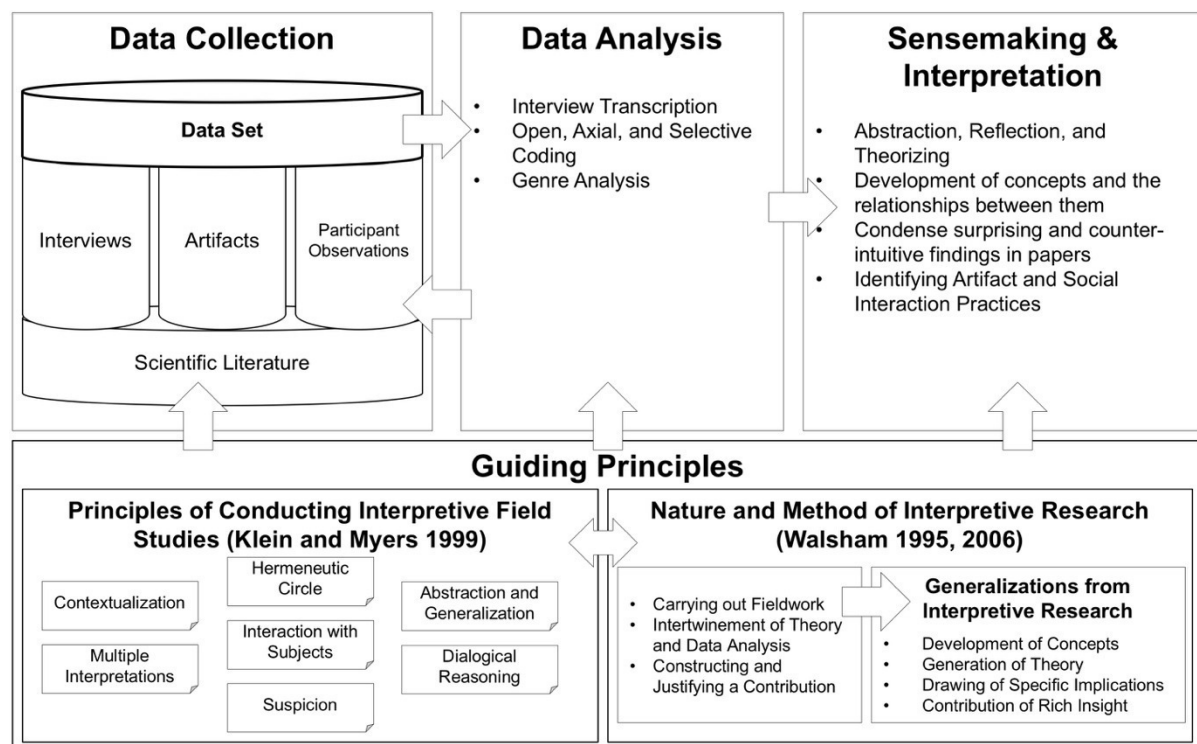 Data Collection
Data Set
Interviews
Artifacts
Participant
Observations
Scientific Literature
Data Analysis
• Interview Transcription
• Open, Axial, and Selective
Coding
• Genre Analysis
Sensemaking &
Interpretation
• Abstraction, Reflection, and
Theorizing
• Development of concepts and the
relationships between them
• Condense surprising and counter-
intuitive findings in papers
• Identifying Artifact and Social
Interaction Practices
Guiding Principles
Principles of Conducting Interpretive Field
Studies (Klein and Myers 1999)
Contextualization
Multiple
Interpretations
Hermeneutic
Circle
Interaction with
Subjects
Suspicion
Abstraction and
Generalization
Dialogical
Reasoning
Nature and Method of Interpretive Research
(Walsham 1995, 2006)
• Carrying out Fieldwork
• Intertwinement of Theory
and Data Analysis
• Constructing and
Justifying a Contribution
Generalizations from
Interpretive Research
• Development of Concepts
• Generation of Theory
• Drawing of Specific Implications
• Contribution of Rich Insight